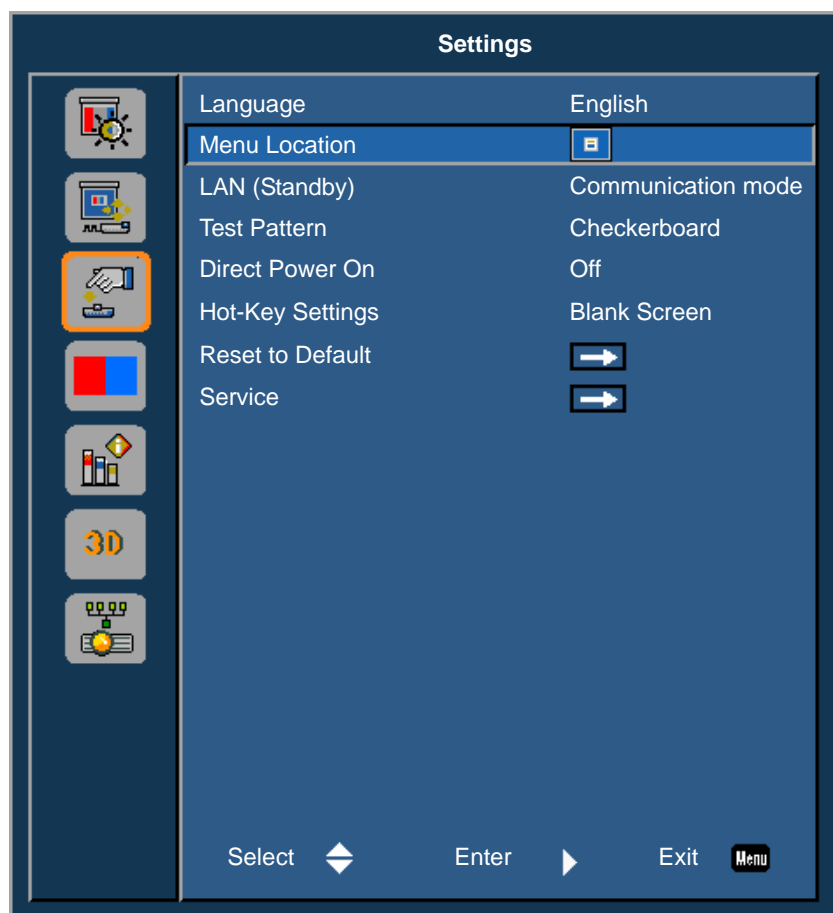 Settings
Language English
Menu Location
LAN (Standby) Communication mode
Test Pattern Checkerboard
Direct Power On Off
Hot-Key Settings Blank Screen
Reset to Default
Service
3D
Select Enter Exit Menu